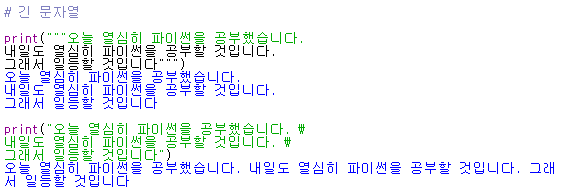 # 긴 문자열
print("""오늘 열심히 파이썬을 공부했습니다.
내일도 열심히 파이썬을 공부할 것입니다.
그래서 일등할 것입니다""")
오늘 열심히 파이썬을 공부했습니다.
내일도 열심히 파이썬을 공부할 것입니다.
그래서 일등할 것입니다
print("오늘 열심히 파이썬을 공부했습니다. #
내일도 열심히 파이썬을 공부할 것입니다. #
그래서 일등할 것입니다")
오늘 열심히 파이썬을 공부했습니다. 내일도 열심히 파이썬을 공부할 것입니다. 그래
서 일등할 것입니다